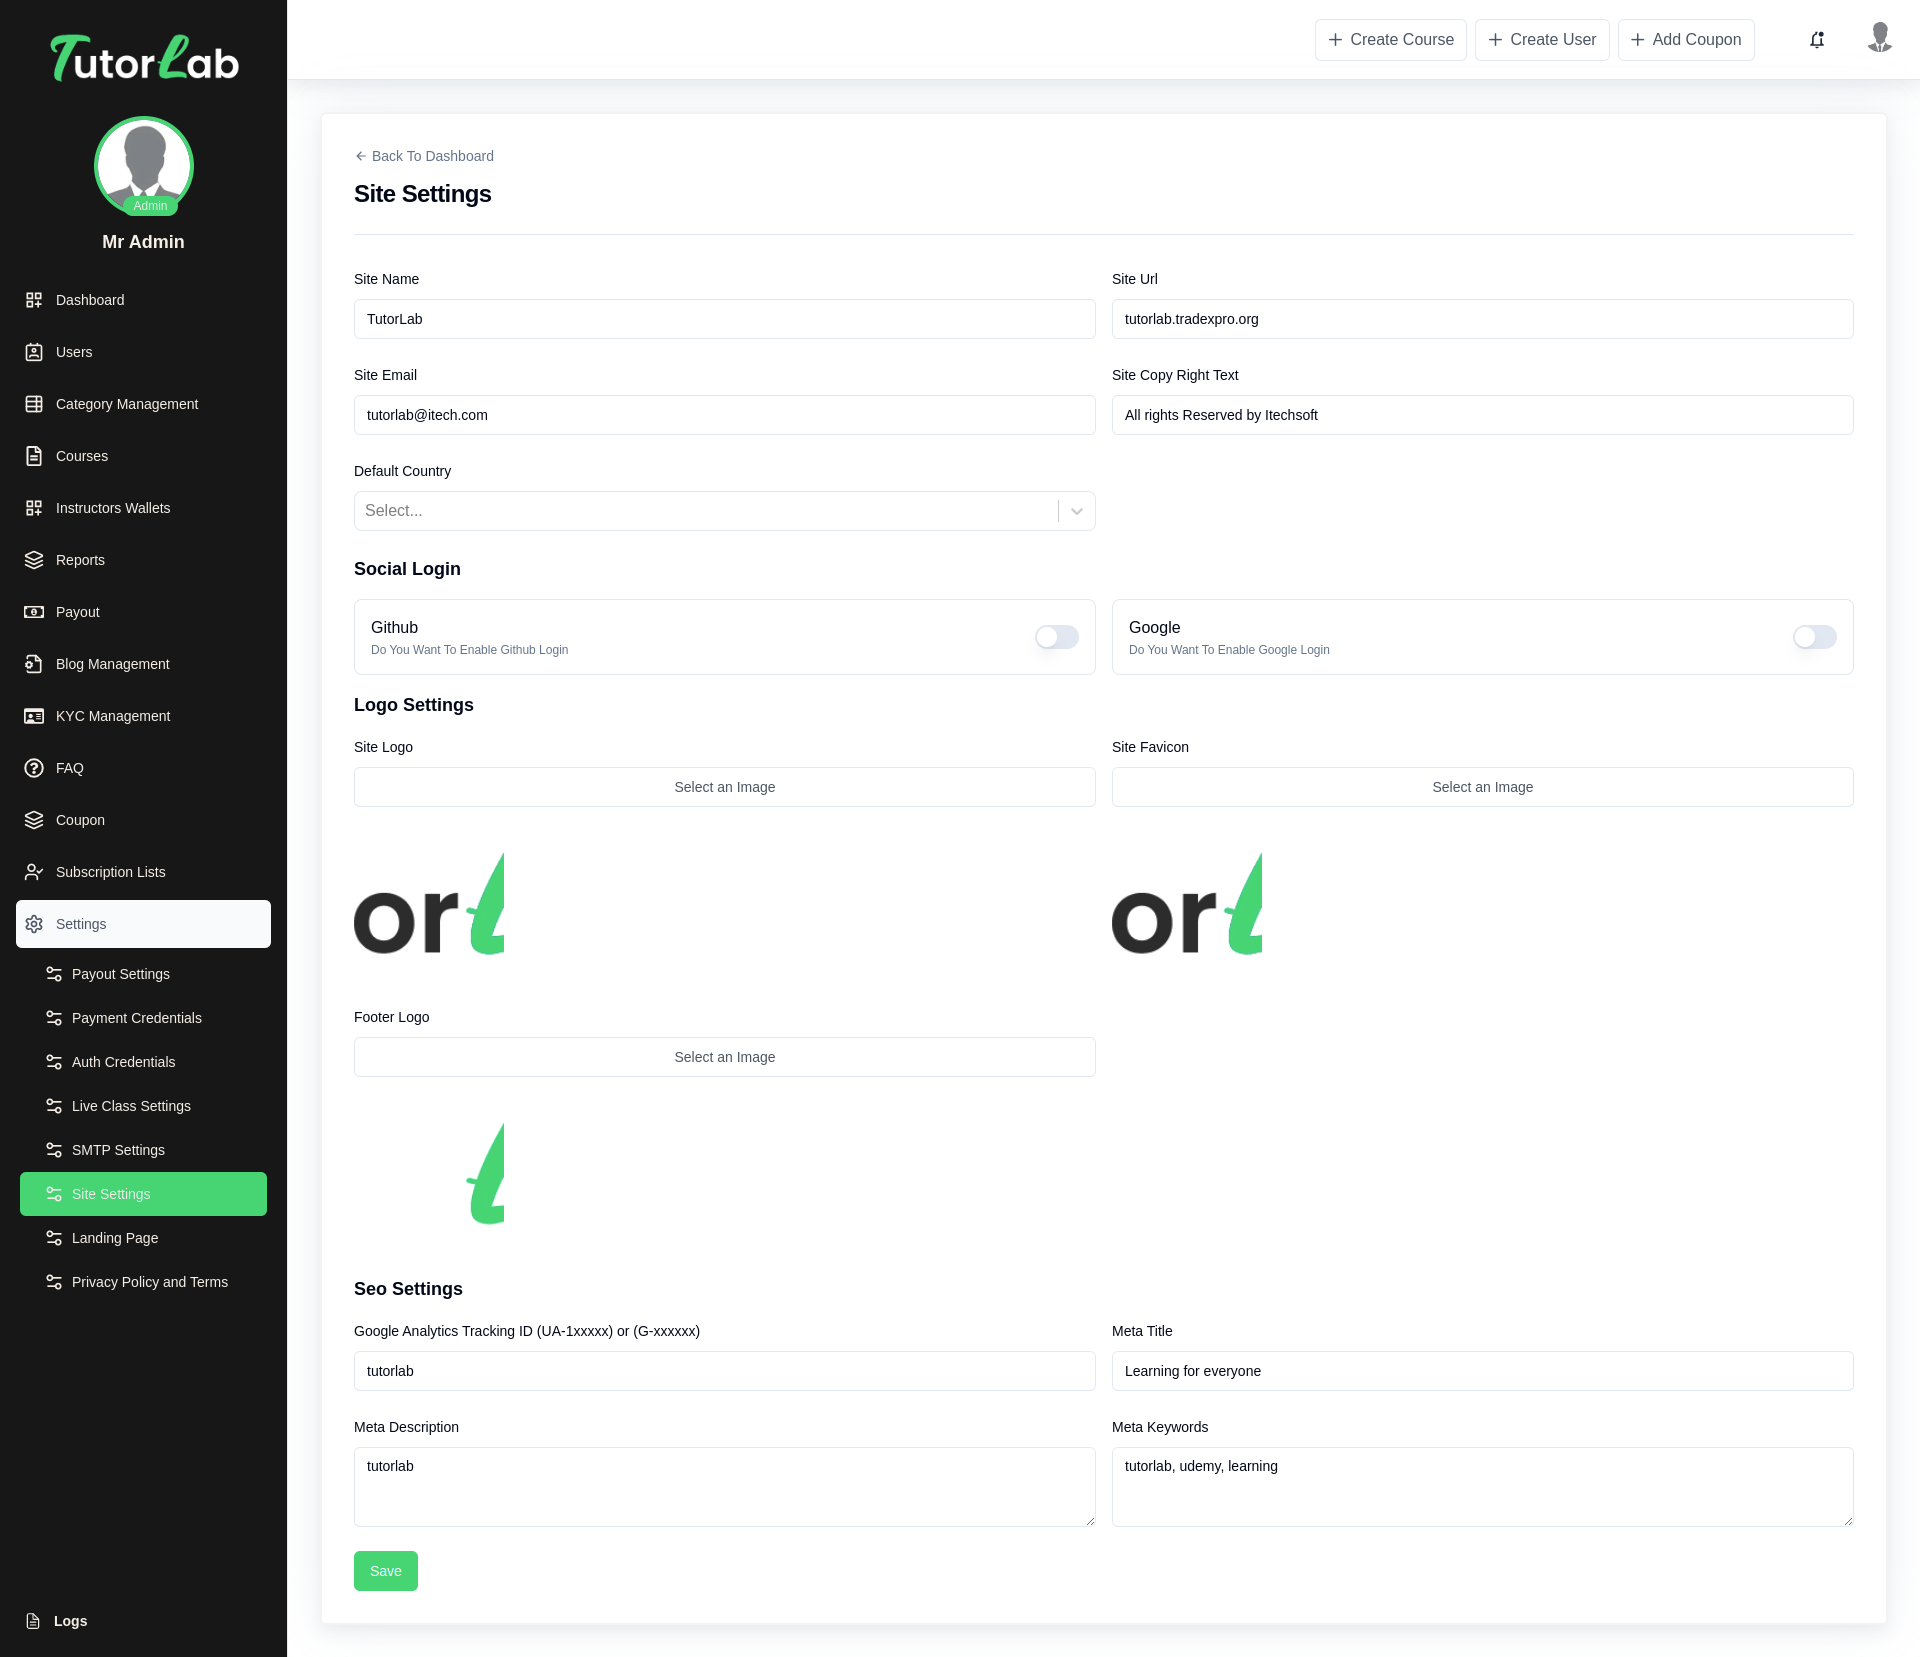 TutorLab
Admin
Mr Admin
Dashboard
Users
Category Management
Courses
Instructors Wallets
Reports
Payout
Blog Management
KYC Management
FAQ
Coupon
Subscription Lists
Settings
Payout Settings
Payment Credentials
Auth Credentials
Live Class Settings
SMTP Settings
Site Settings
Landing Page
Privacy Policy and Terms
Logs
Create Course
Create User
Add Coupon
Back To Dashboard
Site Settings
Site Name
TutorLab
Site Url
tutorlab.tradexpro.org
Site Email
tutorlab@itech.com
Site Copy Right Text
All rights Reserved by Itechsoft
Default Country
Select...
Social Login
Github
Do You Want To Enable Github Login
Google
Do You Want To Enable Google Login
Logo Settings
Site Logo
Select an Image
orL
Site Favicon
Select an Image
orL
Footer Logo
Select an Image
L
Seo Settings
Google Analytics Tracking ID (UA-1xxxxx) or (G-xxxxxx)
tutorlab
Meta Title
Learning for everyone
Meta Description
tutorlab
Meta Keywords
tutorlab, udemy, learning
Save